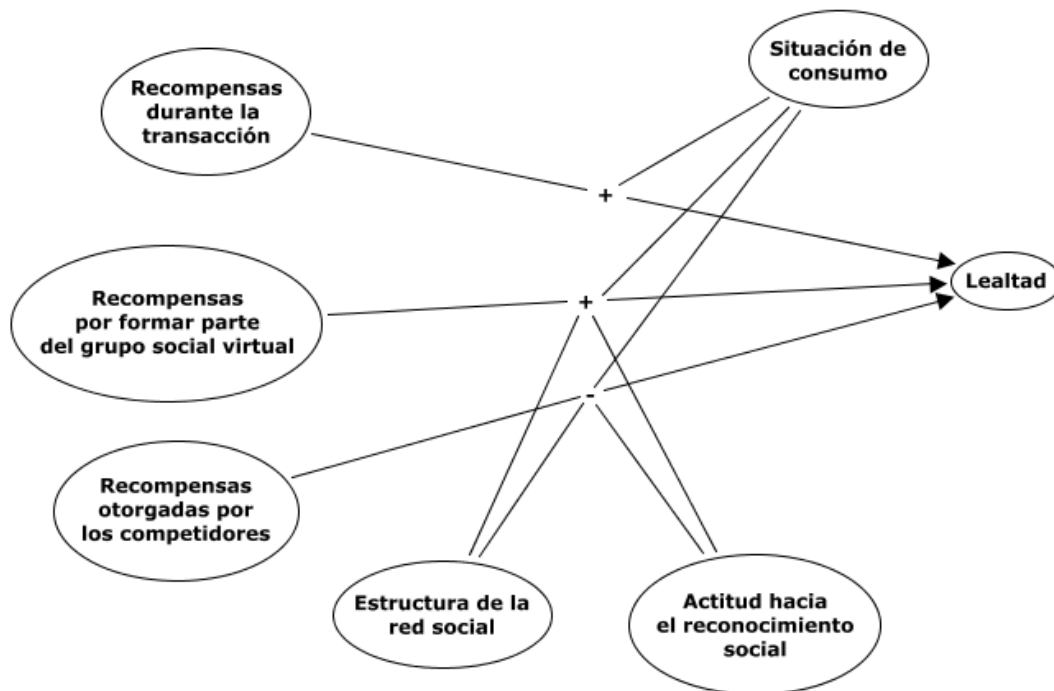 Situación de
consumo
Recompensas
durante la
transacción
+
Lealtad
Recompensas
por formar parte
del grupo social virtual
+
-
Recompensas
otorgadas por
los competidores
Estructura de la
red social
Actitud hacia
el reconocimiento
social